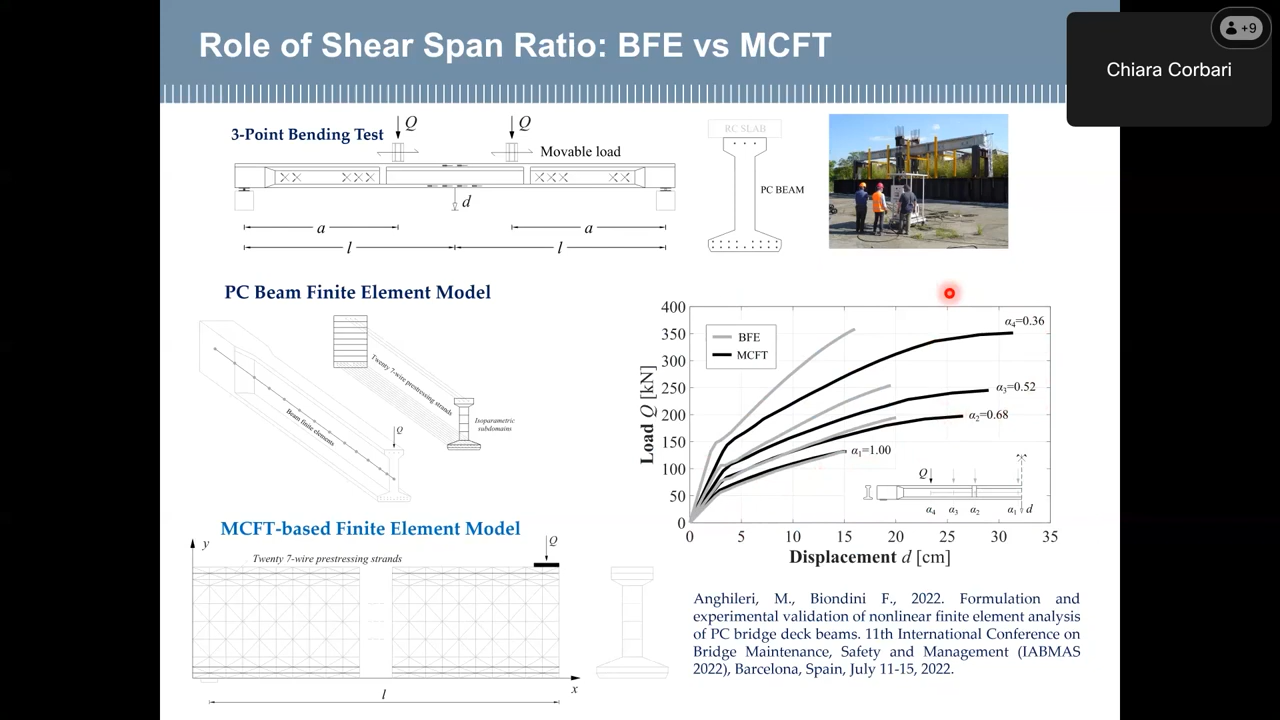 Role of Shear Span Ratio: BFE vs MCFT
+9
Chiara Corbari
3-Point Bending Test
Q
Q
Movable load
d
a
a
l
l
RC SLAB
PC BEAM
PC Beam Finite Element Model
Twenty 7-wire prestressing strands
Beam finite elements
Q
Isoparametric
subdomains
MCFT-based Finite Element Model
y
Twenty 7-wire prestressing strands
Q
x
l
Load Q [kN]
400
350
300
250
200
150
100
50
0
BFE
MCFT
α4=0.36
α3=0.52
α2=0.68
α1=1.00
Q
α4
α3
α2
α1
d
0
5
10
15
20
25
30
35
Displacement d [cm]
Anghileri, M., Biondini F., 2022. Formulation and
experimental validation of nonlinear finite element analysis
of PC bridge deck beams. 11th International Conference on
Bridge Maintenance, Safety and Management (IABMAS
2022), Barcelona, Spain, July 11-15, 2022.